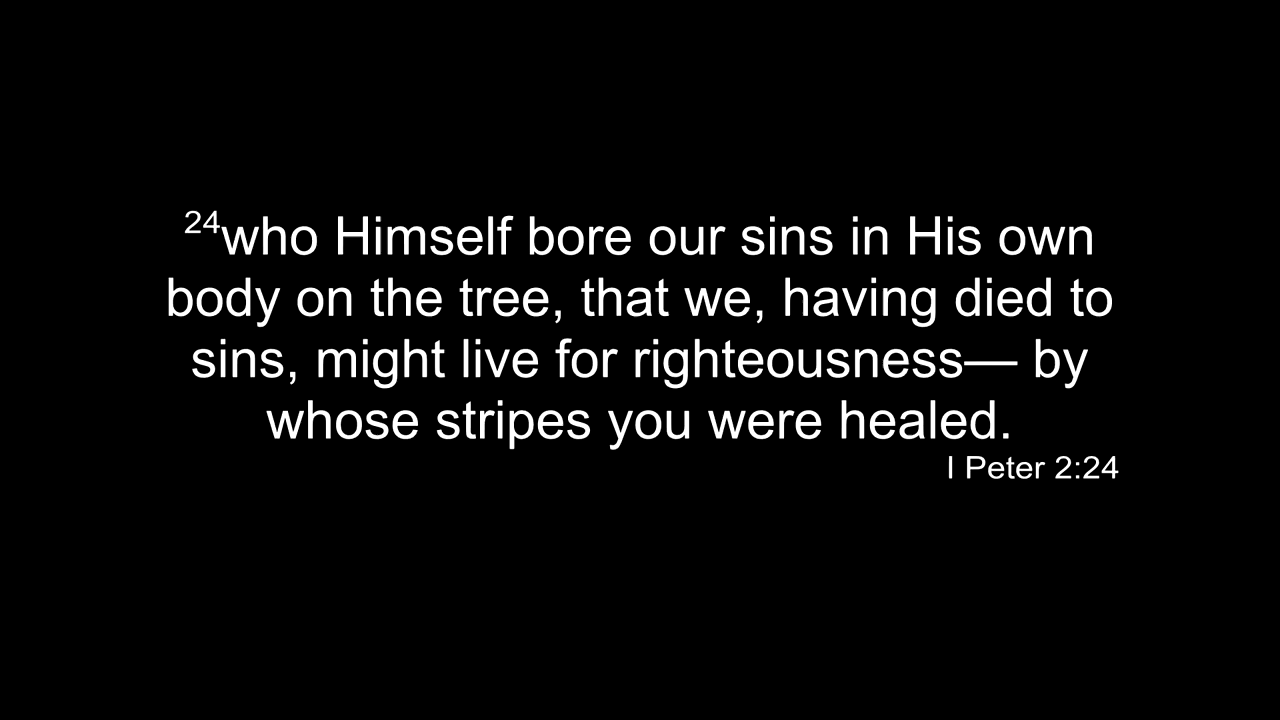 24who Himself bore our sins in His own
body on the tree, that we, having died to
sins, might live for righteousness— by
whose stripes you were healed.
I Peter 2:24